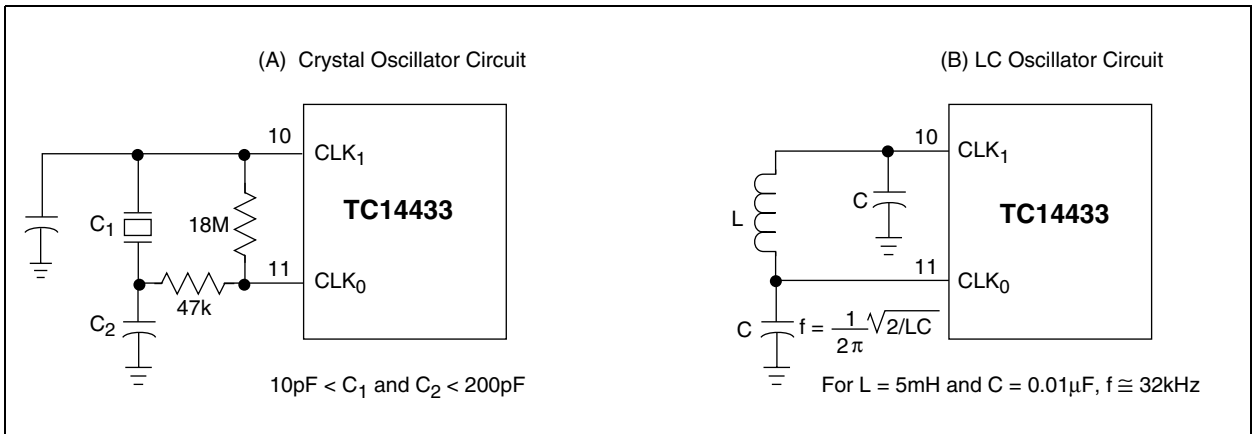 (A) Crystal Oscillator Circuit
10
CLK₁
C₁
18M
TC14433
11
CLK₀
47k
C₂
10pF < C₁ and C₂ < 200pF
(B) LC Oscillator Circuit
10
CLK₁
C
L
TC14433
11
CLK₀
C
f = 1/2π √2/LC
For L = 5mH and C = 0.01μF, f ≅ 32kHz